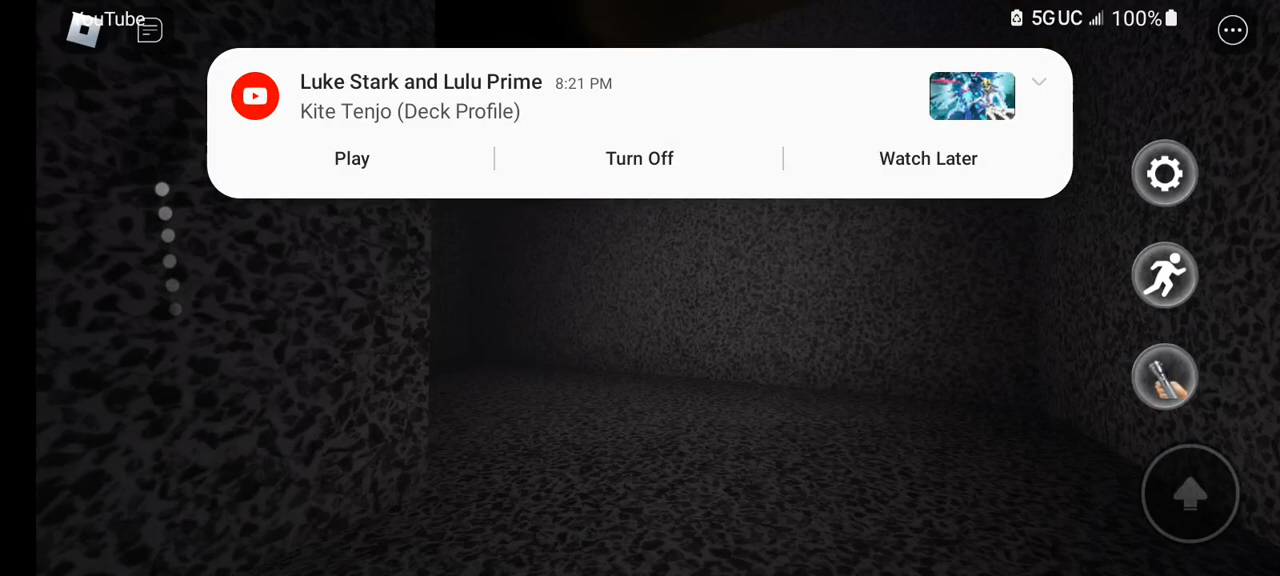 YouTube
5G UC 100%
Luke Stark and Lulu Prime 8:21 PM
Kite Tenjo (Deck Profile)
Play Turn Off Watch Later